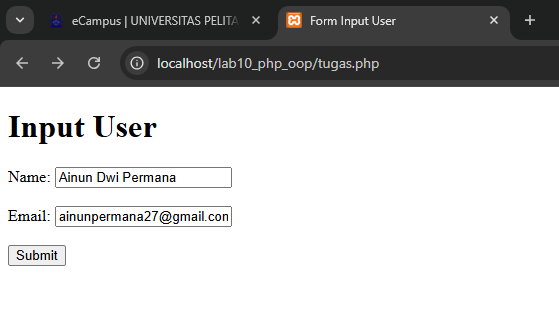 eCampus | UNIVERSITAS PELITA
Form Input User
localhost/lab10_php_oop/tugas.php
Input User
Name: Ainun Dwi Permana
Email: ainunpermana27@gmail.com
Submit